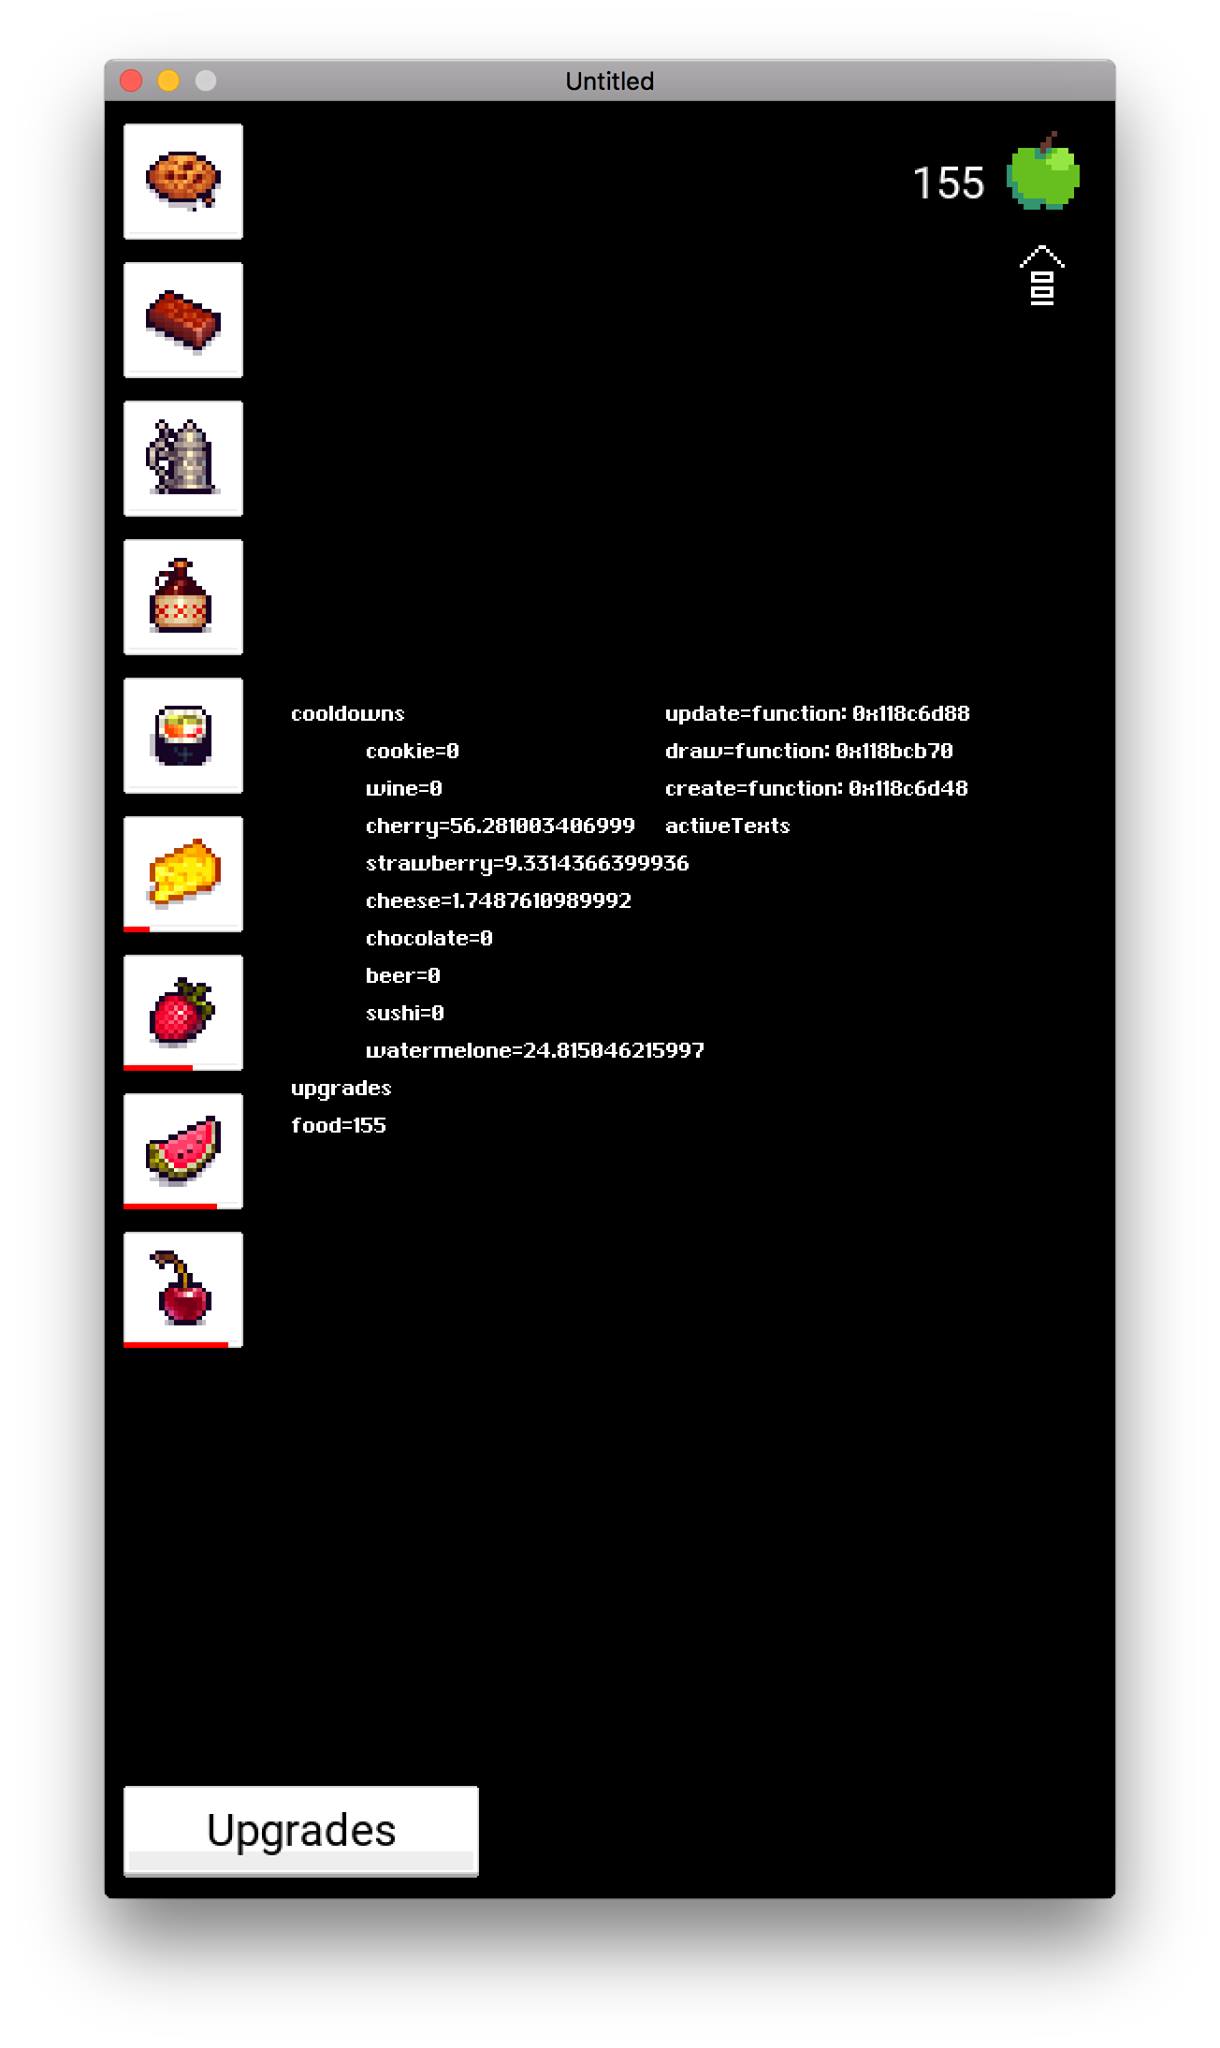 Untitled
155
cooldowns
cookie=0
wine=0
cherry=56.281003406999
strawberry=9.3314366399936
cheese=1.7487610989992
chocolate=0
beer=0
sushi=0
watermelone=24.815046215997
upgrades
food=155
update=function: 0x118c6d88
draw=function: 0x118bcb70
create=function: 0x118c6d48
activeTexts
Upgrades